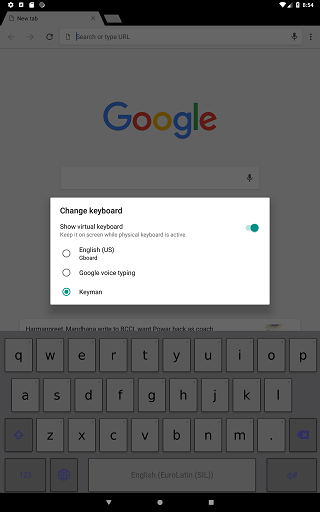 8:54
New tab
Search or type URL
Google
Change keyboard
Show virtual keyboard
Keep it on screen while physical keyboard is active
English (US)
Gboard
Google voice typing
Keyman
Harmanpreet, Mandhana write to BCCI, want Powar back as coach
q w e r t y u i o p
a s d f g h j k l
z x c v b n m .
*123
English (EuroLatin (SIL))